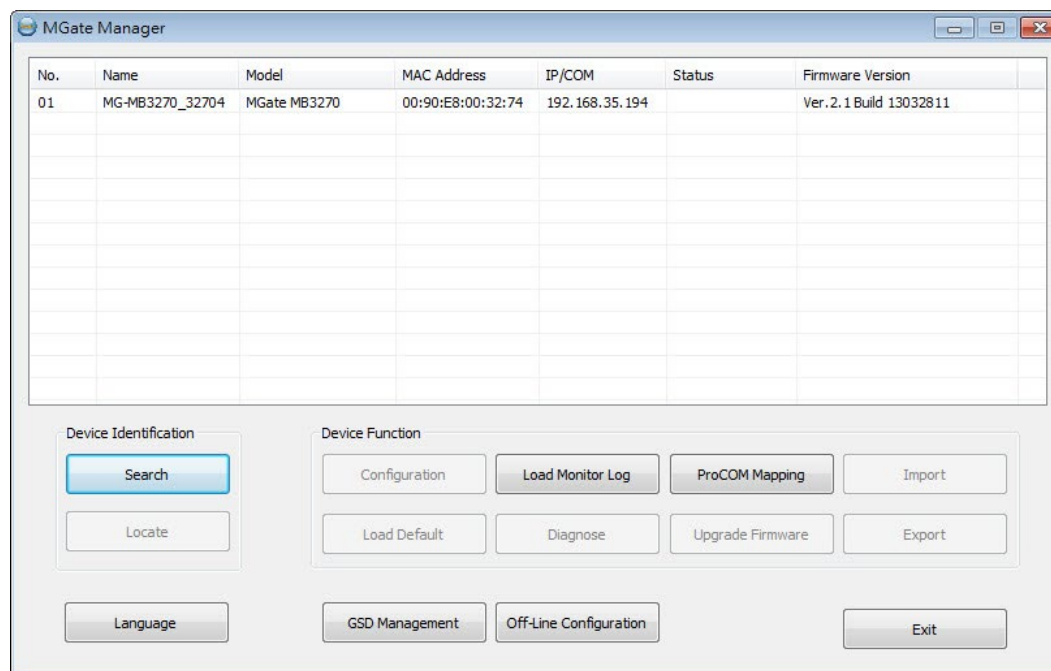 MGate Manager
No. Name Model MAC Address IP/COM Status Firmware Version
01 MG-MB3270_32704 MGate MB3270 00:90:E8:00:32:74 192.168.35.194 Ver.2.1 Build 13032811
Device Identification Device Function
Search Configuration Load Monitor Log ProCOM Mapping Import
Locate Load Default Diagnose Upgrade Firmware Export
Language GSD Management Off-Line Configuration Exit